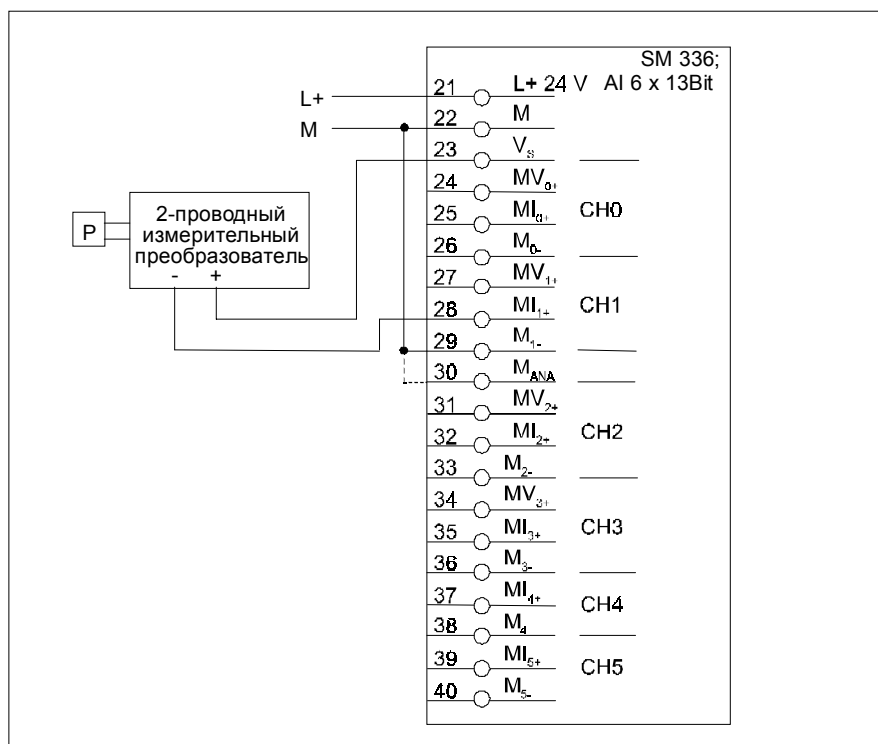 SM 336;
21 L+ 24 V AI 6 x 13Bit
L+
22 M
M
23 Vs
24 MV0+
P 2-проводный измерительный преобразователь
- +
25 MI0+ CH0
26 M0-
27 MV1+
28 MI1+ CH1
29 M1-
30 MANA
31 MV2+
32 MI2+ CH2
33 M2-
34 MV3+
35 MI3+ CH3
36 M3-
37 MI4+ CH4
38 M4
39 MI5+ CH5
40 M5-